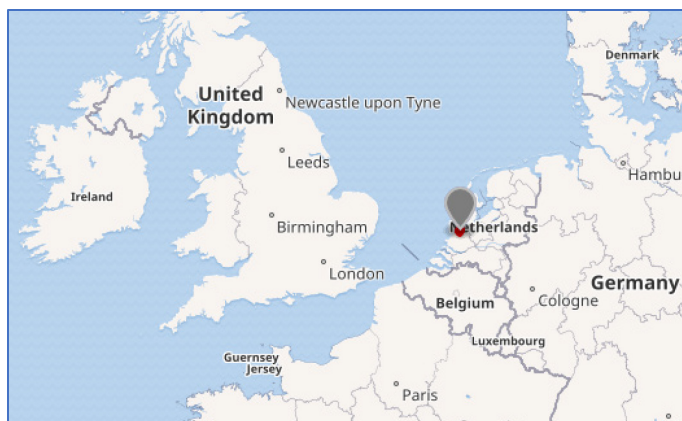 Denmark
United
Kingdom
Newcastle upon Tyne
Leeds
Hambu
Ireland
Birmingham
Netherlands
London
Germany
Belgium
Cologne
Luxembourg
Guernsey
Jersey
Paris